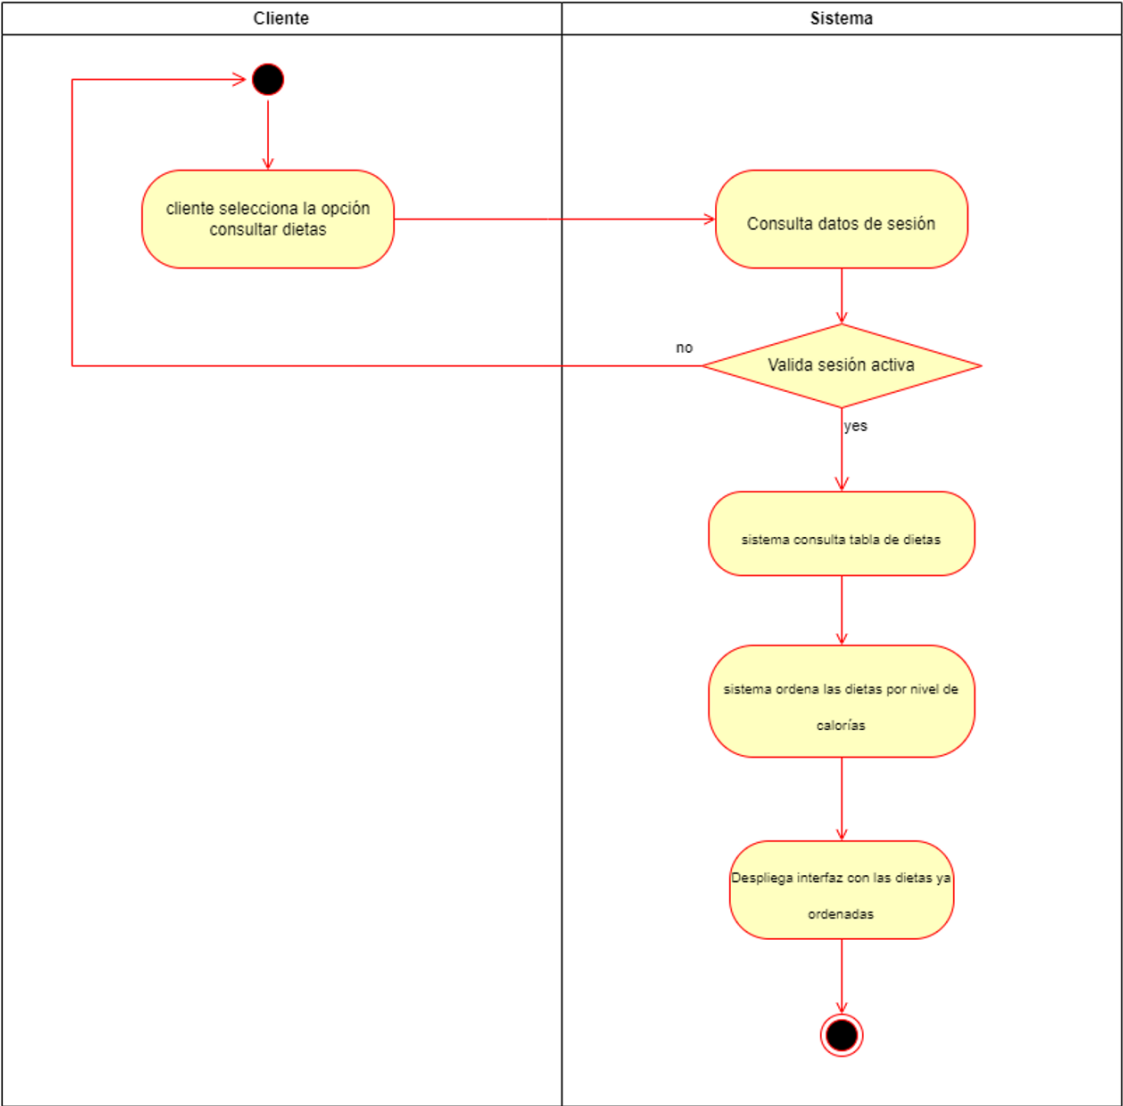 Cliente
Sistema
cliente selecciona la opción
consultar dietas
Consulta datos de sesión
no
Valida sesión activa
yes
sistema consulta tabla de dietas
sistema ordena las dietas por nivel de
calorías
Despliega interfaz con las dietas ya
ordenadas